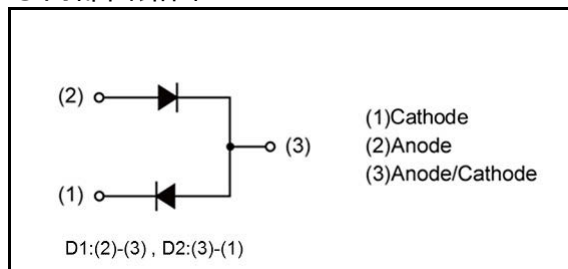 (2)
(3)
(1)
(1)Cathode
(2)Anode
(3)Anode/Cathode
D1:(2)-(3) , D2:(3)-(1)